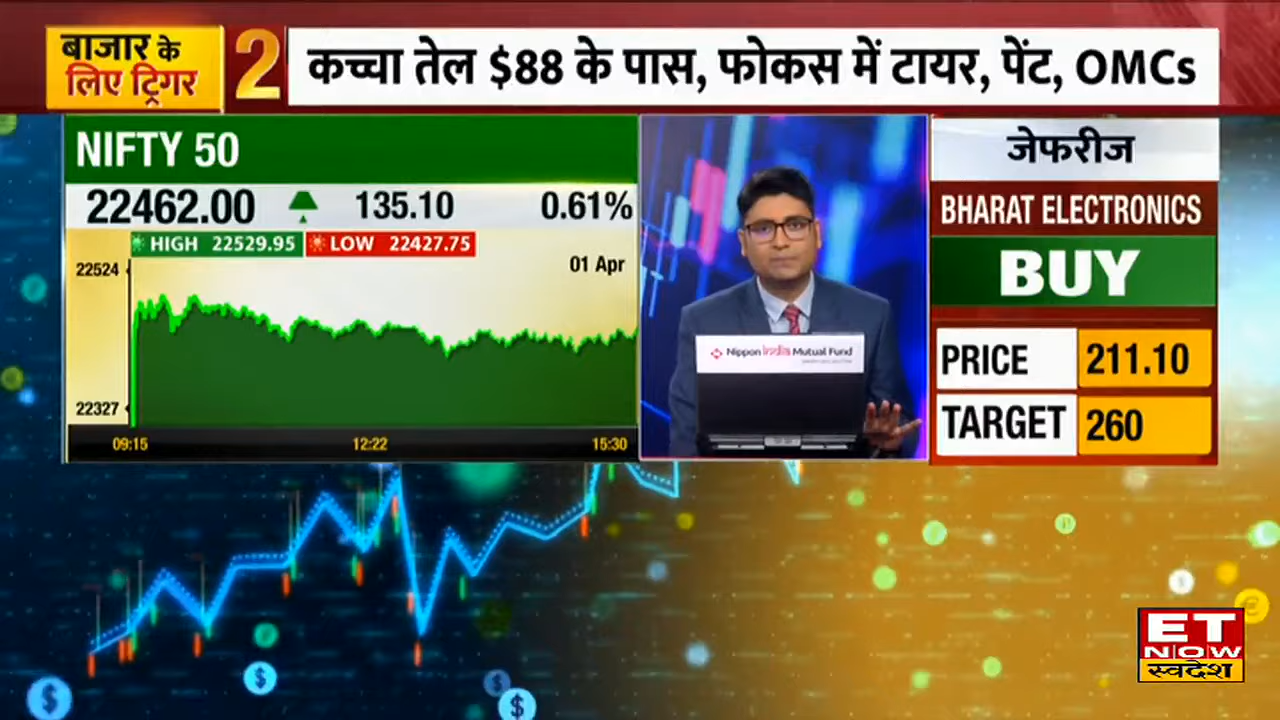 बाजार के
लिए ट्रिगर
2
कच्चा तेल $88 के पास, फोकस में टायर, पेंट, OMCs
NIFTY 50
22462.00 135.10 0.61%
HIGH 22529.95 LOW 22427.75
01 Apr
22524
22327
09:15 12:22 15:30
Nippon india Mutual Fund
जेफरीज
BHARAT ELECTRONICS
BUY
PRICE 211.10
TARGET 260
ET
NOW
स्वदेश